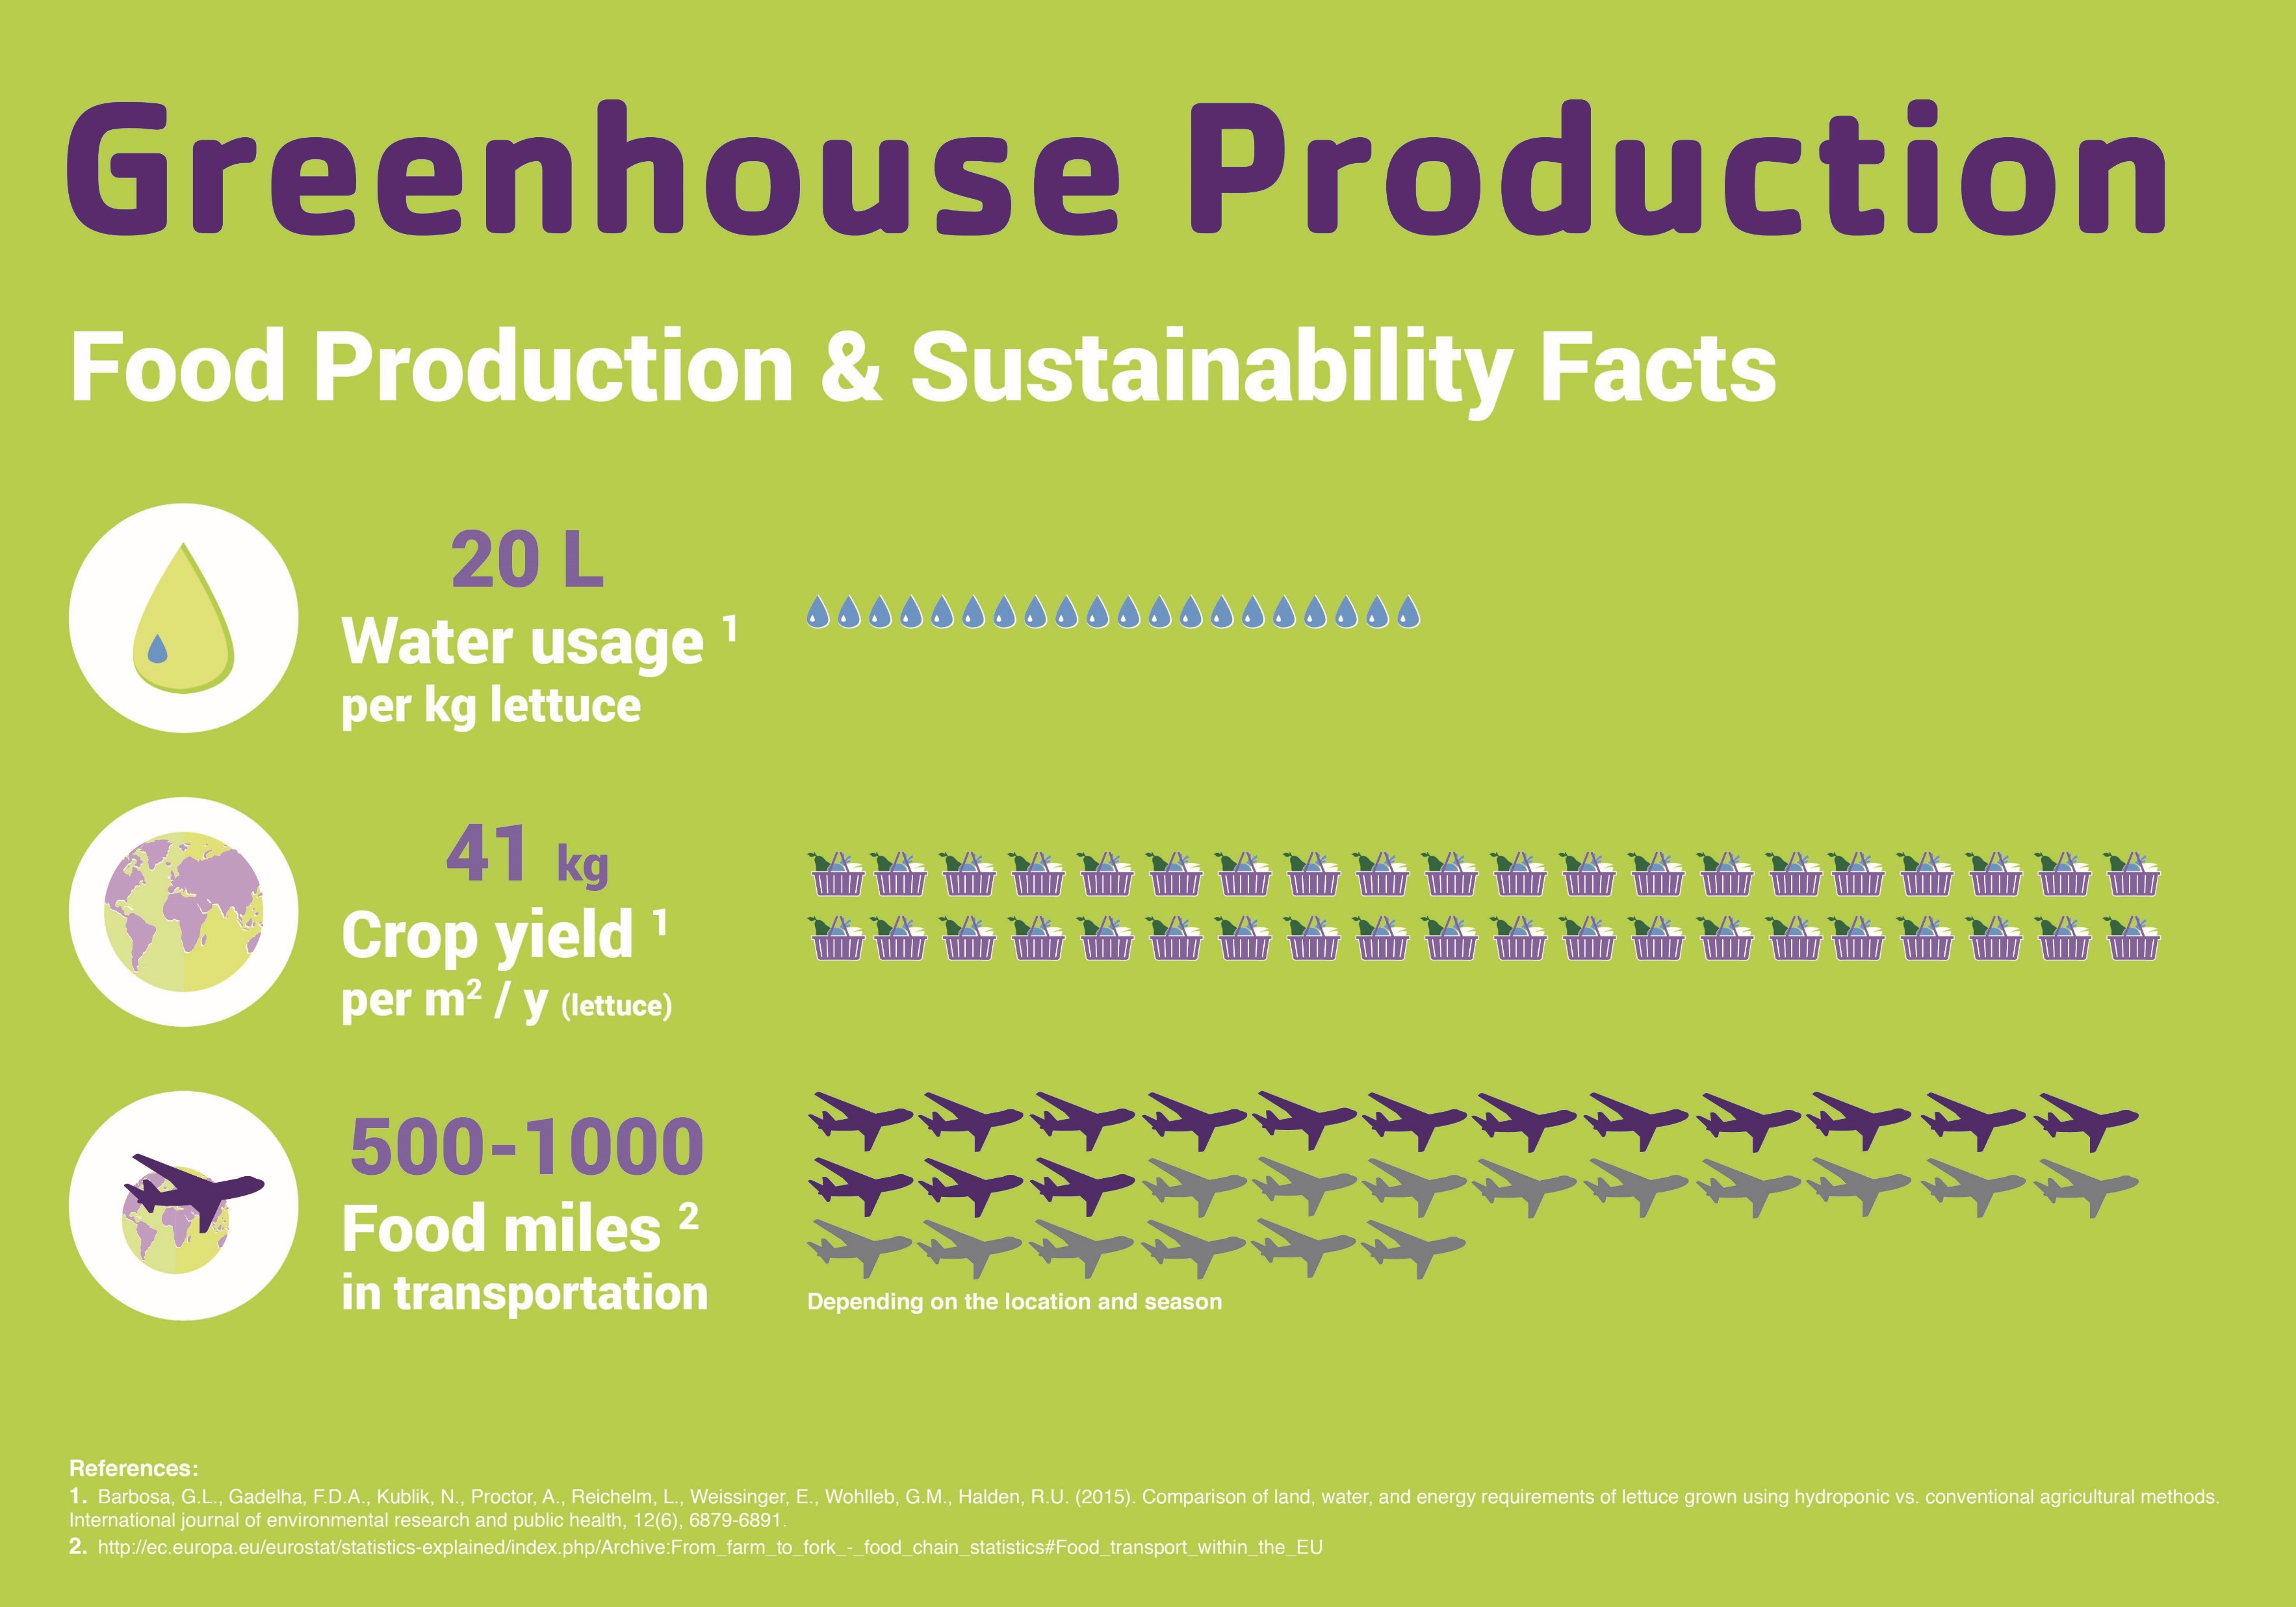 Greenhouse Production
Food Production & Sustainability Facts
20 L
Water usage ¹
per kg lettuce
41 kg
Crop yield ¹
per m² / y (lettuce)
500-1000
Food miles ²
in transportation
Depending on the location and season
References:
1. Barbosa, G.L., Gadelha, F.D.A., Kublik, N., Proctor, A., Reichelm, L., Weissinger, E., Wohlleb, G.M., Halden, R.U. (2015). Comparison of land, water, and energy requirements of lettuce grown using hydroponic vs. conventional agricultural methods.
International journal of environmental research and public health, 12(6), 6879-6891.
2. http://ec.europa.eu/eurostat/statistics-explained/index.php/Archive:From_farm_to_fork_-_food_chain_statistics#Food_transport_within_the_EU